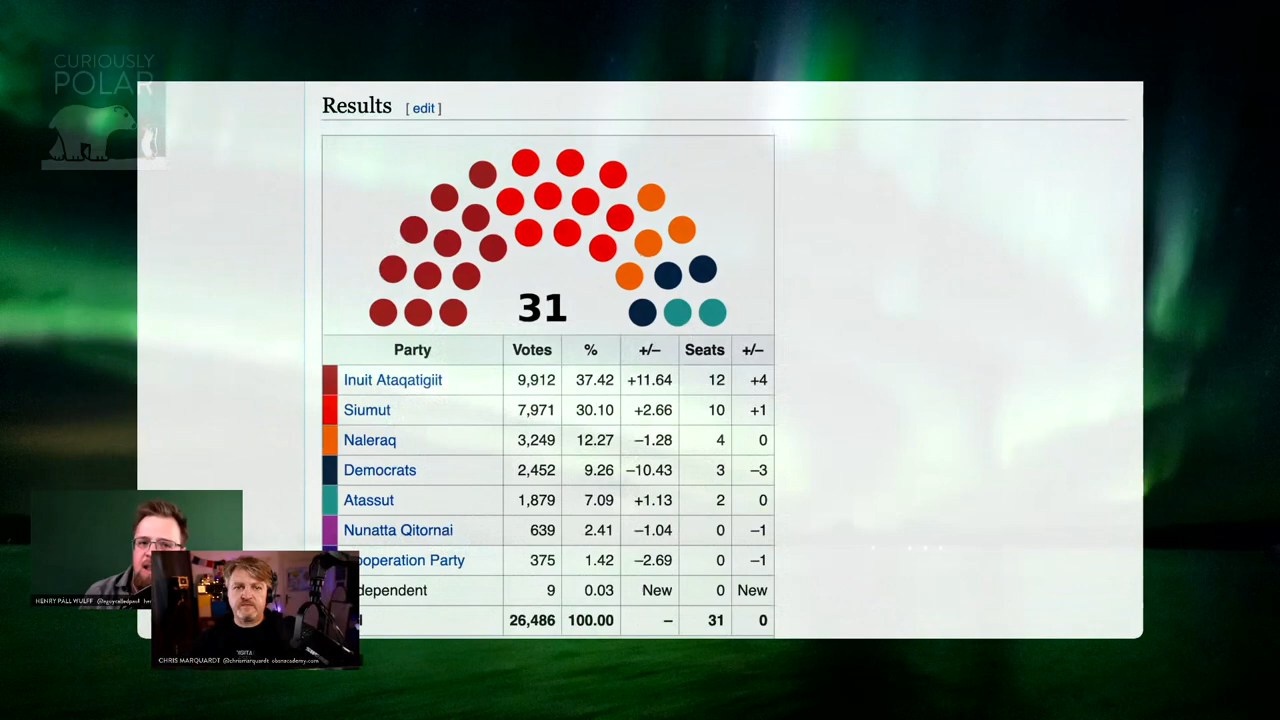 CURIOUSLY
POLAR
Results [ edit ]
31
Party Votes % +/– Seats +/–
Inuit Ataqatigiit 9,912 37.42 +11.64 12 +4
Siumut 7,971 30.10 +2.66 10 +1
Naleraq 3,249 12.27 –1.28 4 0
Democrats 2,452 9.26 –10.43 3 –3
Atassut 1,879 7.09 +1.13 2 0
Nunatta Qitornai 639 2.41 –1.04 0 –1
ooperation Party 375 1.42 –2.69 0 –1
dependent 9 0.03 New 0 New
26,486 100.00 – 31 0
HENRY PÁLL WULFF
CHRIS MARQUARDT @chrismarquardt